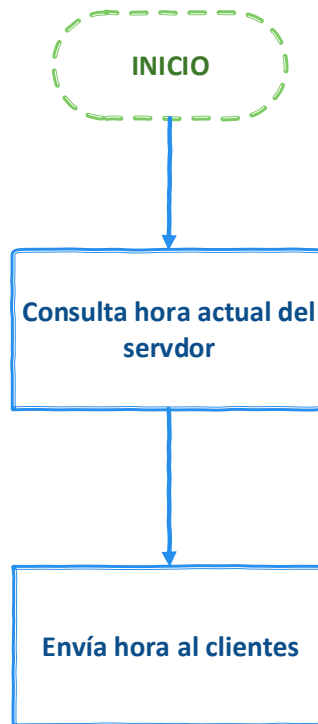 INICIO
Consulta hora actual del
servdor
Envía hora al clientes